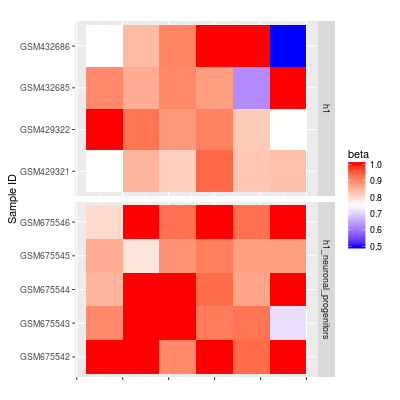 GSM432686
GSM432685
GSM429322
GSM429321
h1
GSM675546
GSM675545
GSM675544
GSM675543
GSM675542
h1_neuronal_progenitors
Sample ID
beta
1.0
0.9
0.8
0.7
0.6
0.5